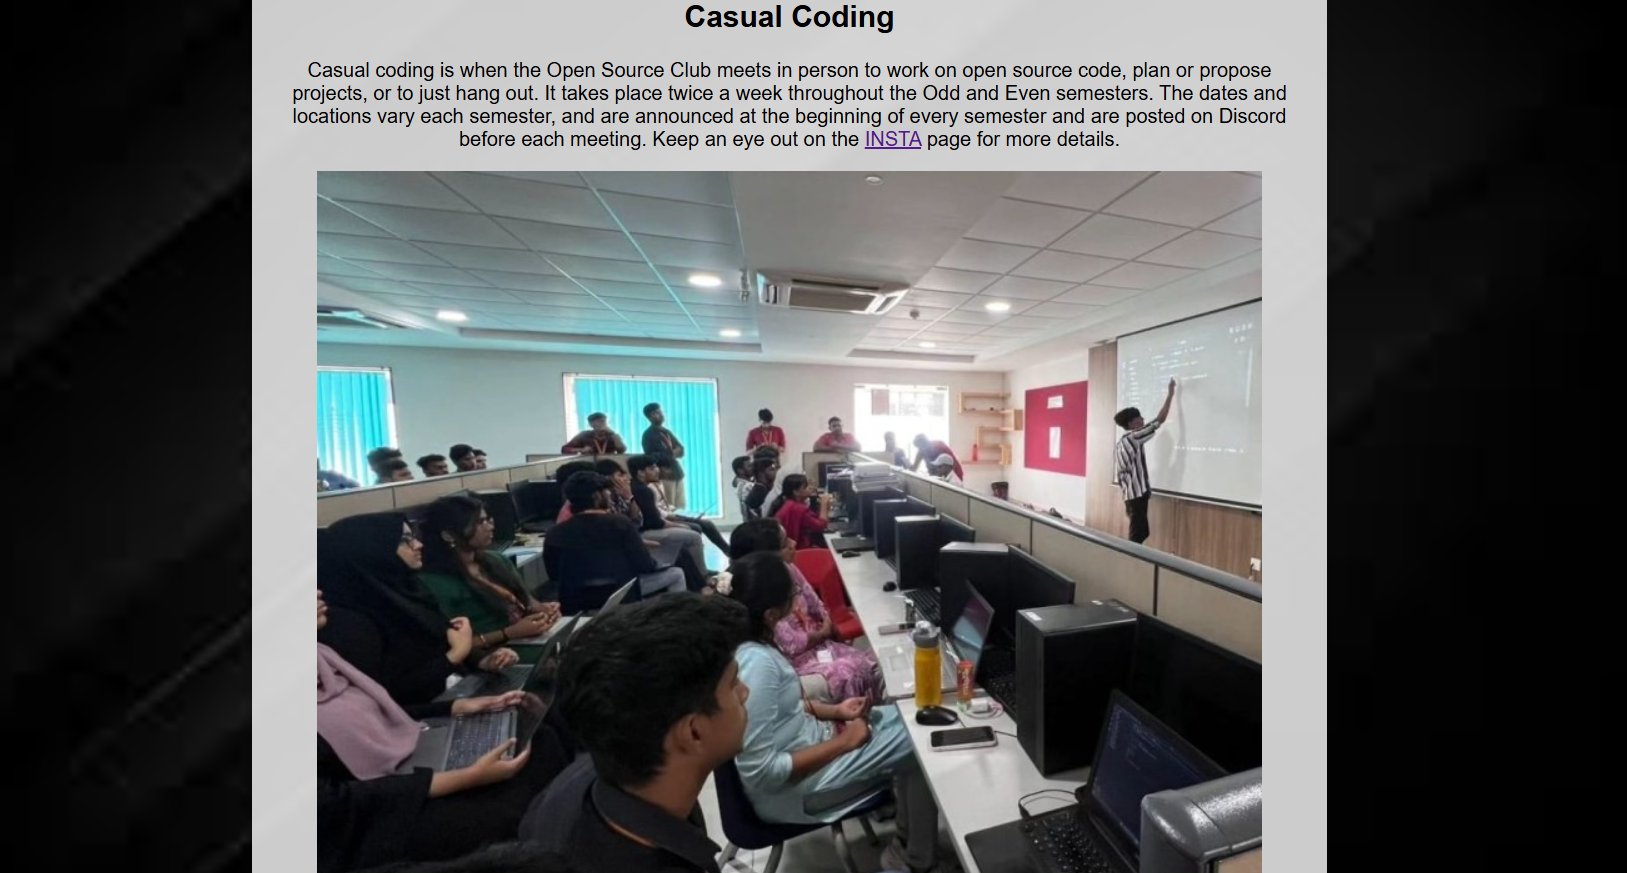 Casual Coding
Casual coding is when the Open Source Club meets in person to work on open source code, plan or propose
projects, or to just hang out. It takes place twice a week throughout the Odd and Even semesters. The dates and
locations vary each semester, and are announced at the beginning of every semester and are posted on Discord
before each meeting. Keep an eye out on the INSTA page for more details.